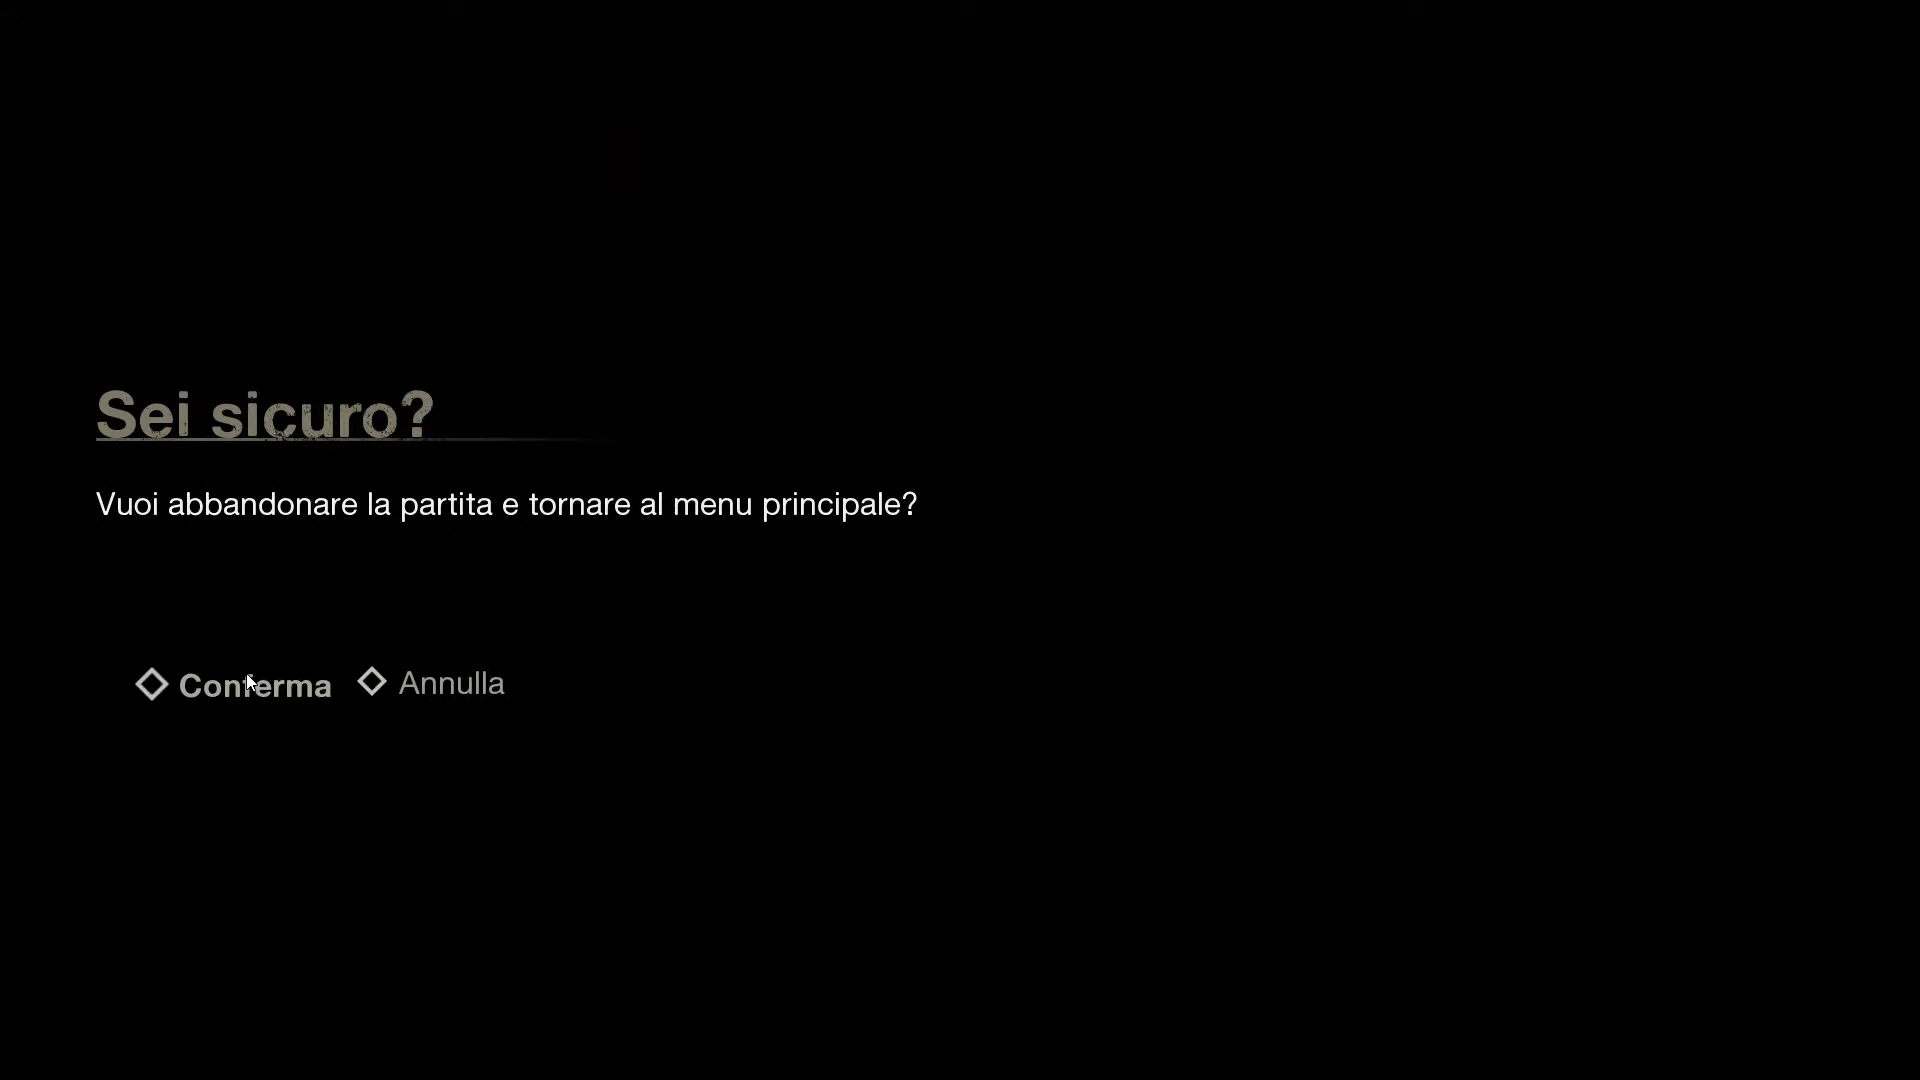 Sei sicuro?
Vuoi abbandonare la partita e tornare al menu principale?
Conferma Annulla